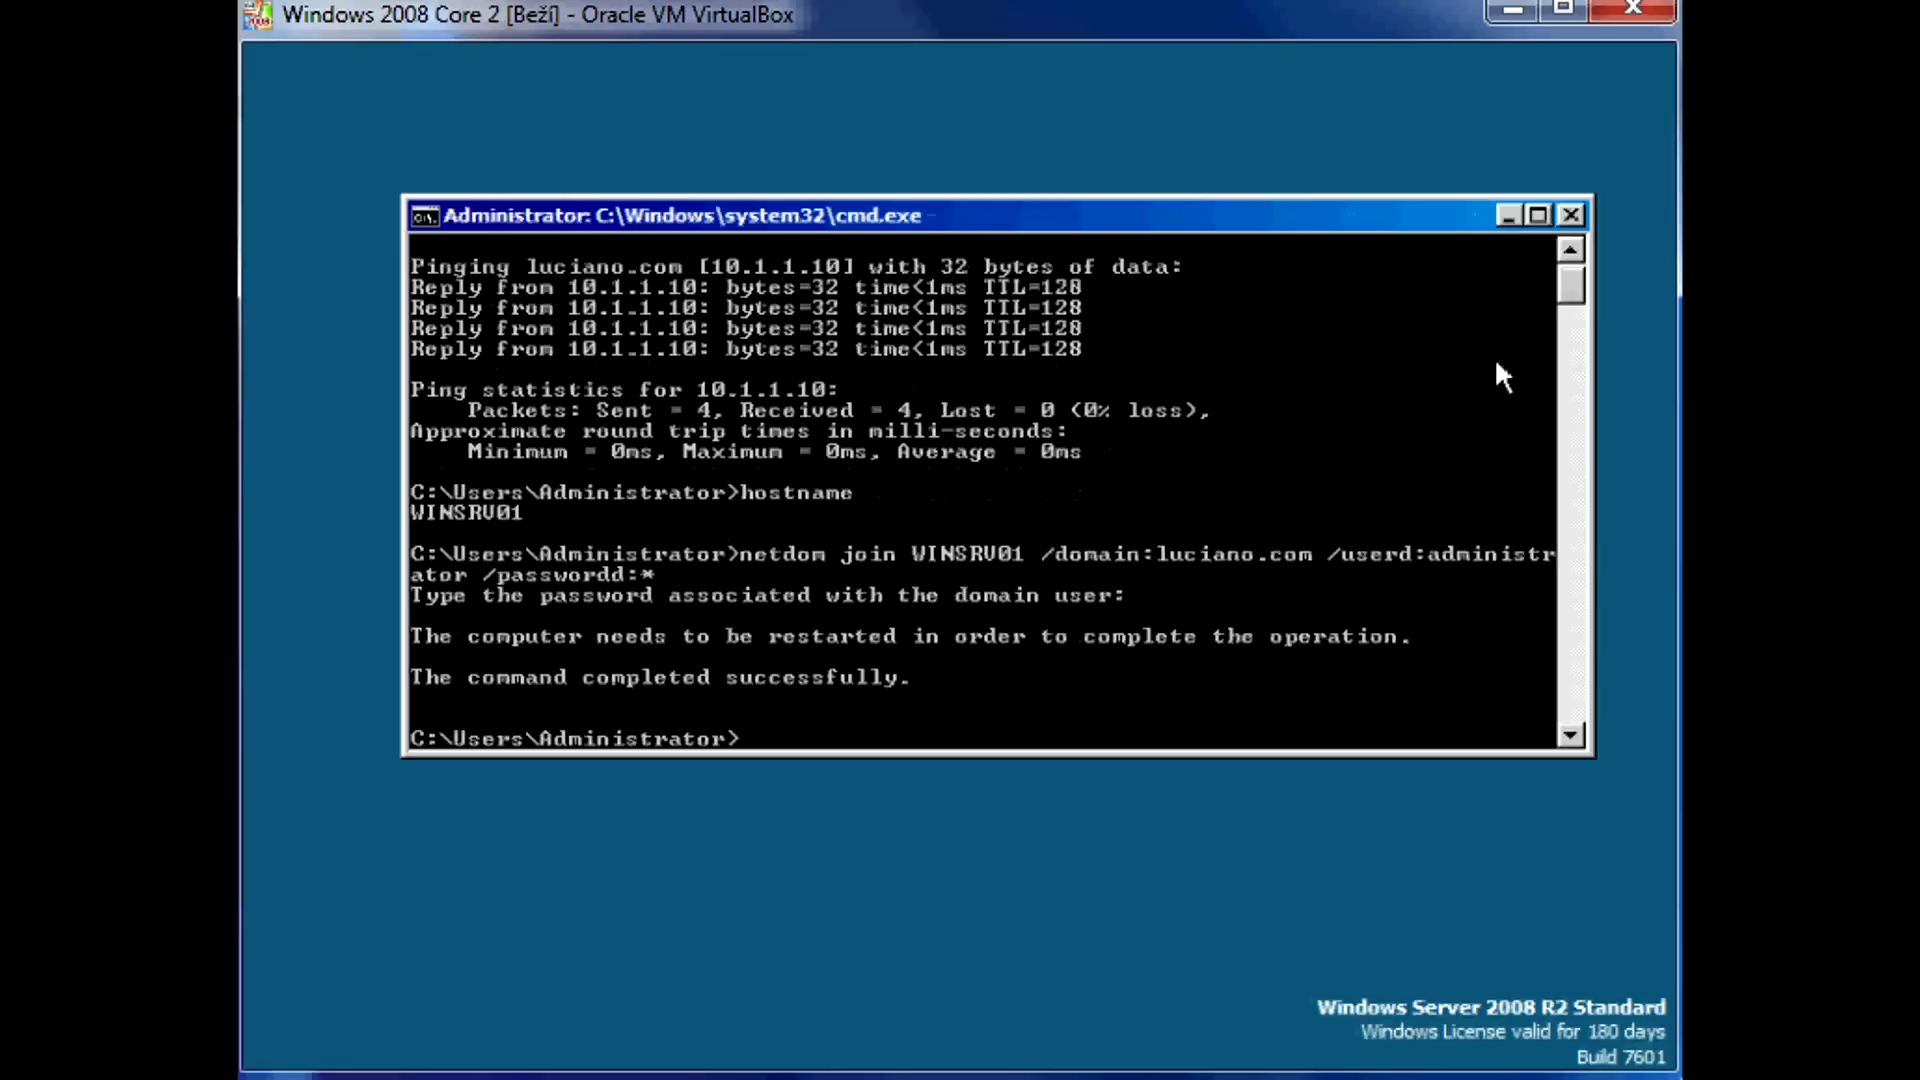 Windows 2008 Core 2 [Beží] - Oracle VM VirtualBox
Administrator: C:\Windows\system32\cmd.exe
Pinging luciano.com [10.1.1.10] with 32 bytes of data:
Reply from 10.1.1.10: bytes=32 time<1ms TTL=128
Reply from 10.1.1.10: bytes=32 time<1ms TTL=128
Reply from 10.1.1.10: bytes=32 time<1ms TTL=128
Reply from 10.1.1.10: bytes=32 time<1ms TTL=128
Ping statistics for 10.1.1.10:
Packets: Sent = 4, Received = 4, Lost = 0 (0% loss),
Approximate round trip times in milli-seconds:
Minimum = 0ms, Maximum = 0ms, Average = 0ms
C:\Users\Administrator>hostname
WINSRV01
C:\Users\Administrator>netdom join WINSRV01 /domain:luciano.com /userd:administr
ator /passwordd:*
Type the password associated with the domain user:
The computer needs to be restarted in order to complete the operation.
The command completed successfully.
C:\Users\Administrator>
Windows Server 2008 R2 Standard
Windows License valid for 180 days
Build 7601